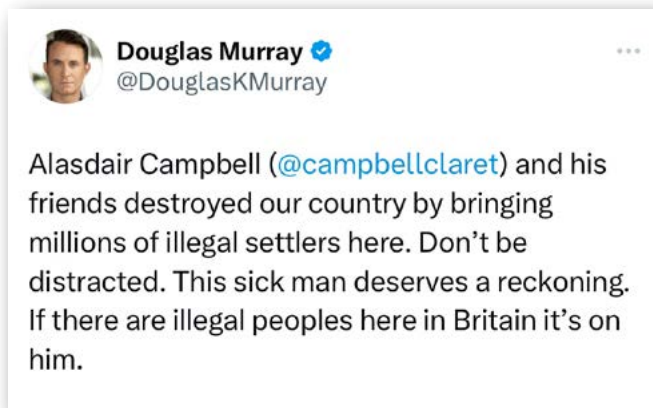 Douglas Murray
@DouglasKMurray
Alasdair Campbell (@campbellclaret) and his
friends destroyed our country by bringing
millions of illegal settlers here. Don’t be
distracted. This sick man deserves a reckoning.
If there are illegal peoples here in Britain it’s on
him.